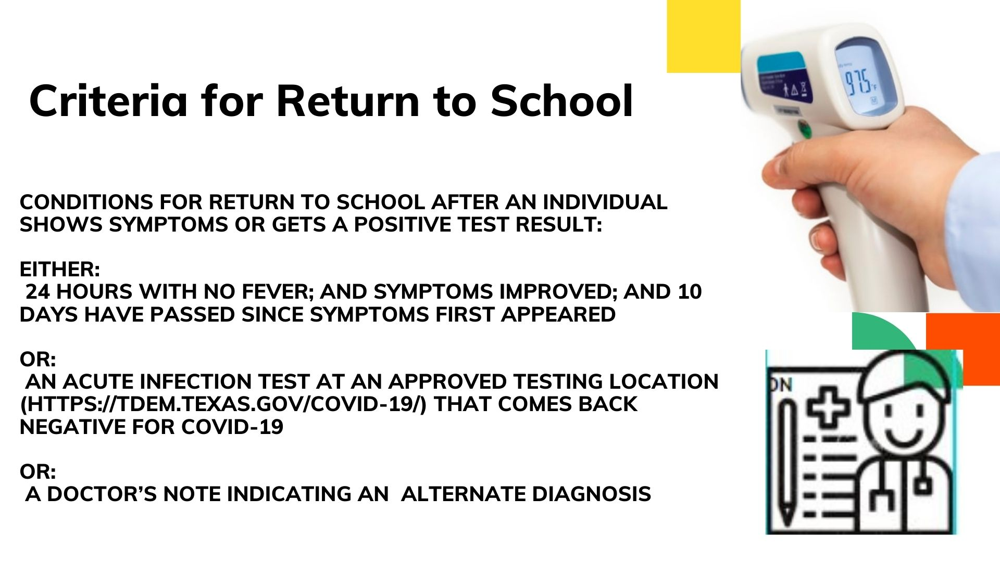 Criteria for Return to School
CONDITIONS FOR RETURN TO SCHOOL AFTER AN INDIVIDUAL
SHOWS SYMPTOMS OR GETS A POSITIVE TEST RESULT:
EITHER:
24 HOURS WITH NO FEVER; AND SYMPTOMS IMPROVED; AND 10
DAYS HAVE PASSED SINCE SYMPTOMS FIRST APPEARED
OR:
AN ACUTE INFECTION TEST AT AN APPROVED TESTING LOCATION
(HTTPS://TDEM.TEXAS.GOV/COVID-19/) THAT COMES BACK
NEGATIVE FOR COVID-19
OR:
A DOCTOR’S NOTE INDICATING AN ALTERNATE DIAGNOSIS
97.5 °F
M
ON